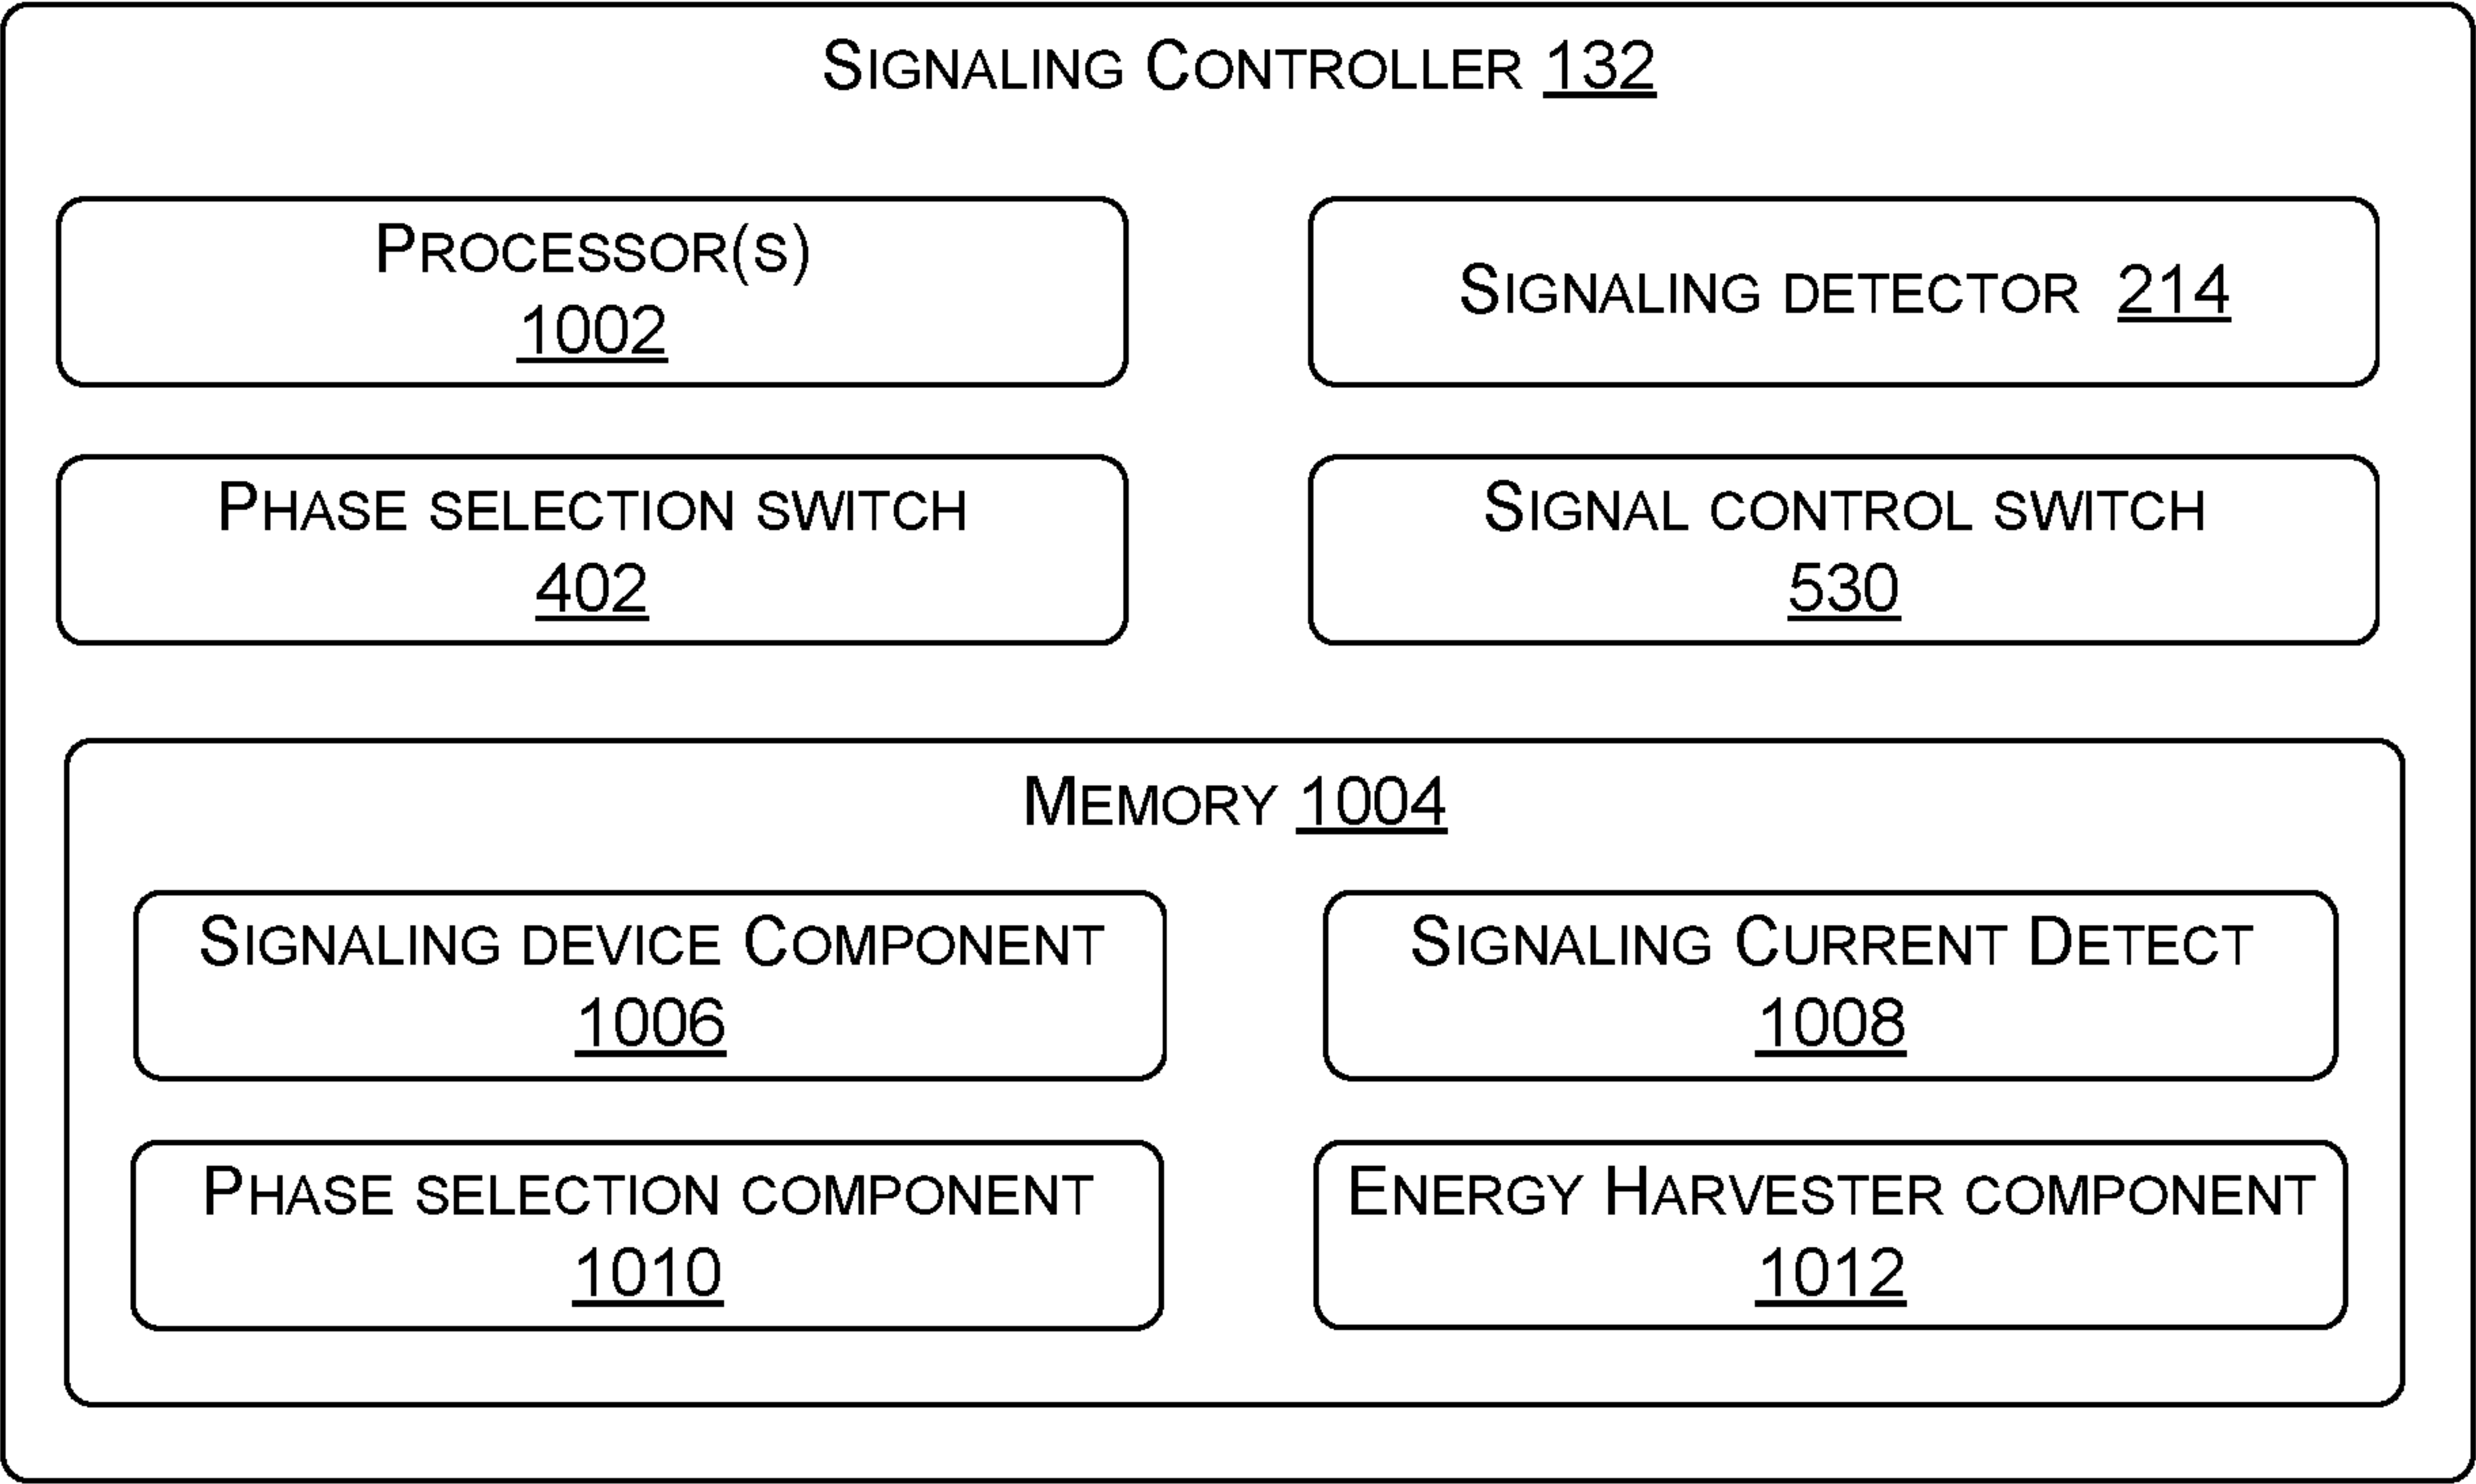 Signaling Controller 132
Processor(s)
1002
Signaling detector 214
Phase selection switch
402
Signal control switch
530
Memory 1004
Signaling device Component
1006
Signaling Current Detect
1008
Phase selection component
1010
Energy Harvester component
1012